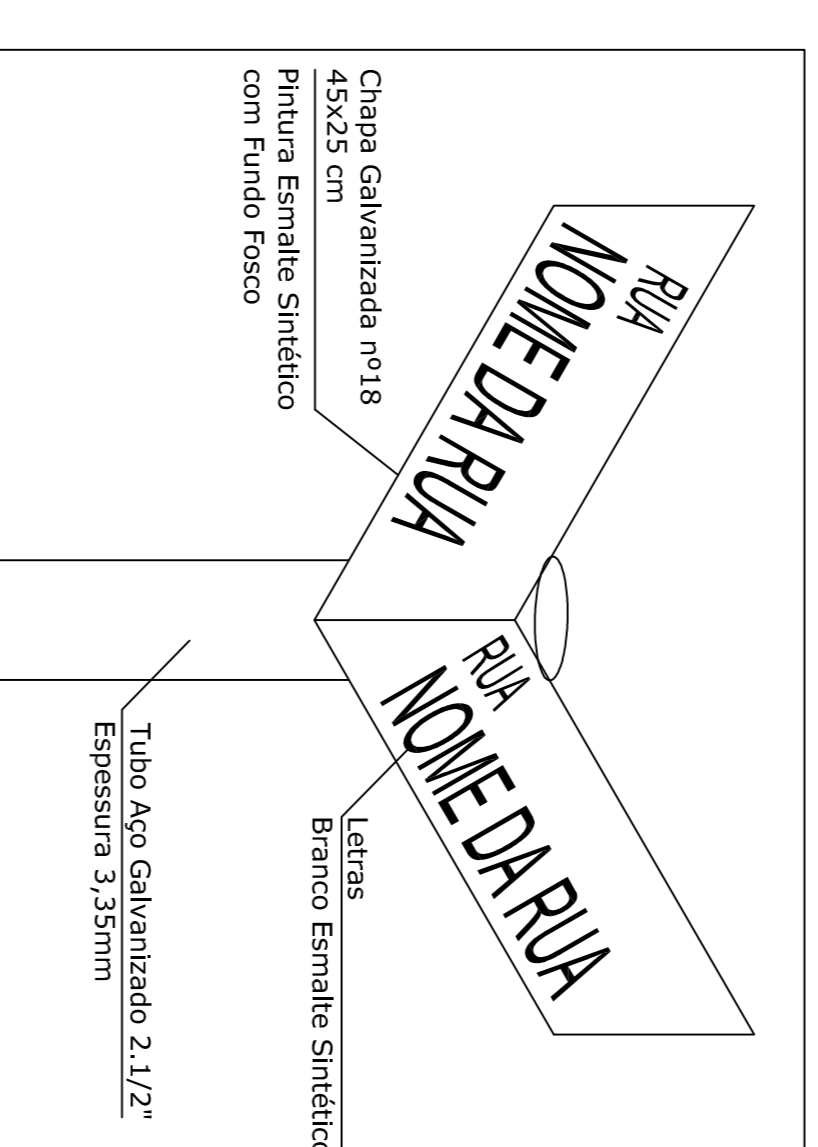 Chapa Galvanizada nº18
45x25 cm
Pintura Esmalte Sintético
com Fundo Fosco
RUA
NOME DA RUA
RUA
NOME DA RUA
Letras
Branco Esmalte Sintético
Tubo Aço Galvanizado 2.1/2"
Espessura 3,35mm